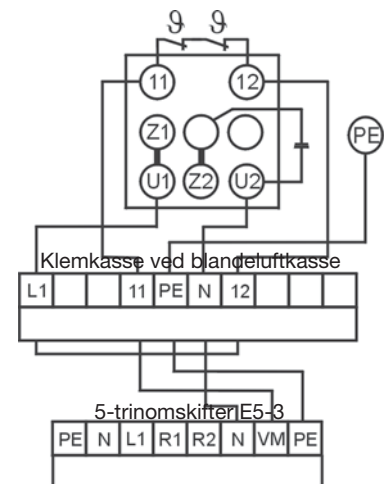 ϑ ϑ
11 12
Z1
PE
U1 Z2 U2
Klemkasse ved blandeluftkasse
L1 11 PE N 12
5-trinomskifter E5-3
PE N L1 R1 R2 N VM PE